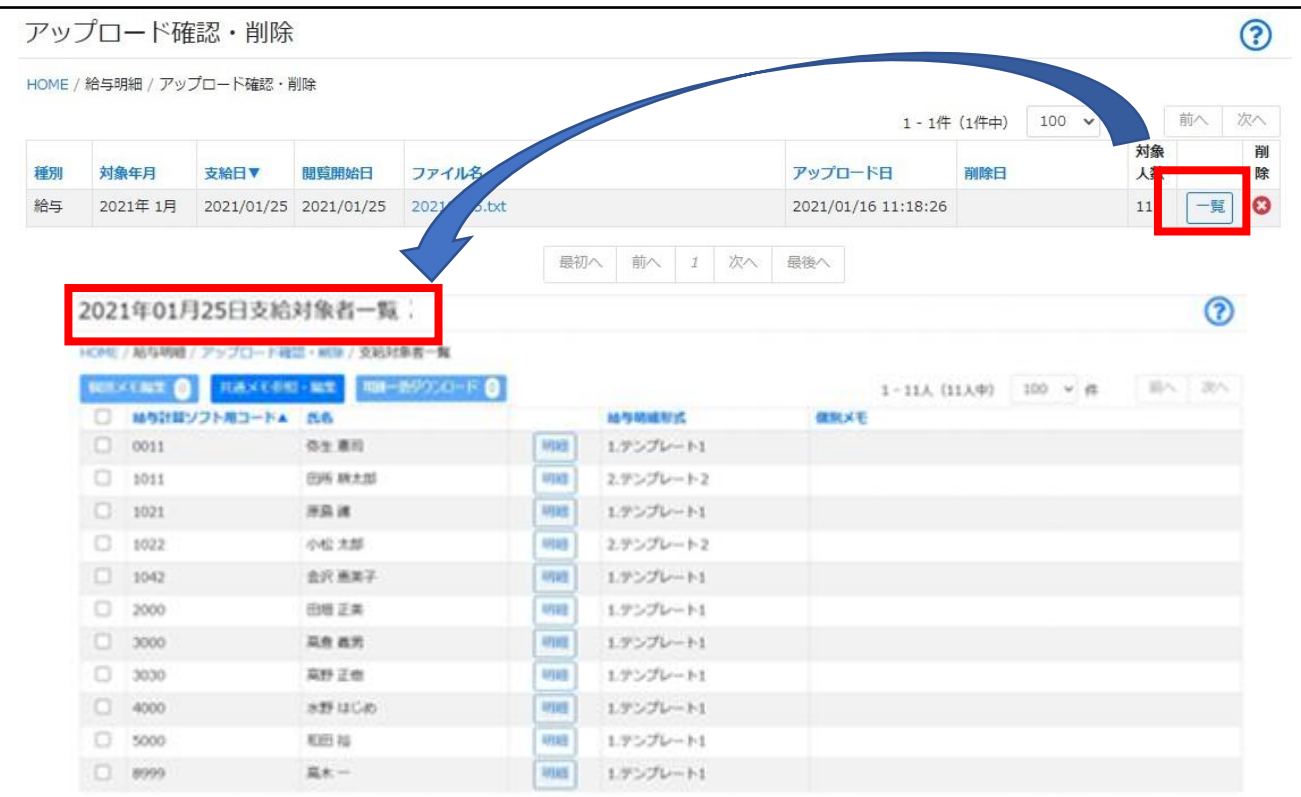 アップロード確認・削除
HOME / 給与明細 / アップロード確認・削除
1 - 1件（1件中） 100 前へ 次へ
種別 対象年月 支給日▼ 閲覧開始日 ファイル名 アップロード日 削除日 対象人数 削除
給与 2021年 1月 2021/01/25 2021/01/25 .txt 2021/01/16 11:18:26 11 一覧
最初へ 前へ 1 次へ 最後へ
2021年01月25日支給対象者一覧
HOME / 給与明細 / アップロード確認・削除 / 支給対象者一覧
個別メモ編集 0 共通メモ参照・編集 明細一括ダウンロード 0 1 - 11人（11人中） 100 件 前へ 次へ
給与計算ソフト用コード▲ 氏名 給与明細形式 個別メモ
0011 弥生 明細 1.テンプレート1
1011 田所 太郎 明細 2.テンプレート2
1021 明細 1.テンプレート1
1022 小松 太郎 明細 2.テンプレート2
1042 金沢 恵美子 明細 1.テンプレート1
2000 田畑 正美 明細 1.テンプレート1
3000 高倉 義男 明細 1.テンプレート1
3030 高野 正樹 明細 1.テンプレート1
4000 水野 はじめ 明細 1.テンプレート1
5000 和田 裕 明細 1.テンプレート1
8999 高木 一 明細 1.テンプレート1